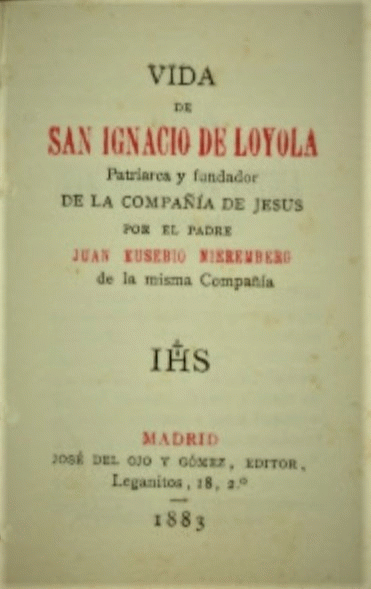 VIDA
DE
SAN IGNACIO DE LOYOLA
Patriarca y fundador
DE LA COMPAÑÍA DE JESUS
POR EL PADRE
JUAN EUSEBIO NIEREMBERG
de la misma Compañía
IHS
MADRID
JOSÉ DEL OJO Y GÓMEZ, EDITOR,
Leganitos, 18, 2.º
1883